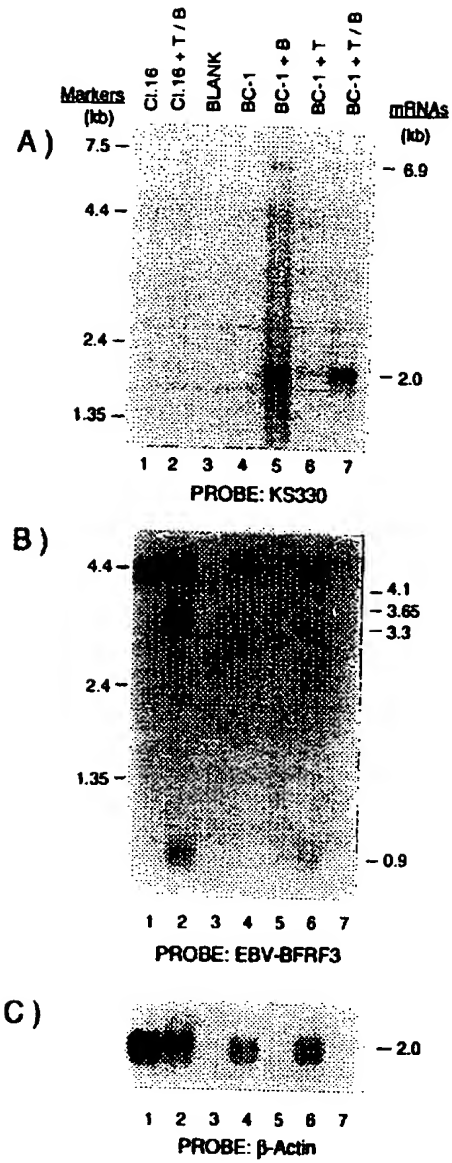 Cl.16
Cl.16 + T / B
BLANK
BC-1
BC-1 + B
BC-1 + T
BC-1 + T / B
Markers
(kb)
mRNAs
(kb)
A)
7.5
4.4
2.4
1.35
6.9
2.0
1 2 3 4 5 6 7
PROBE: KS330
B)
4.4
2.4
1.35
4.1
3.65
3.3
0.9
1 2 3 4 5 6 7
PROBE: EBV-BFRF3
C)
2.0
1 2 3 4 5 6 7
PROBE: β-Actin